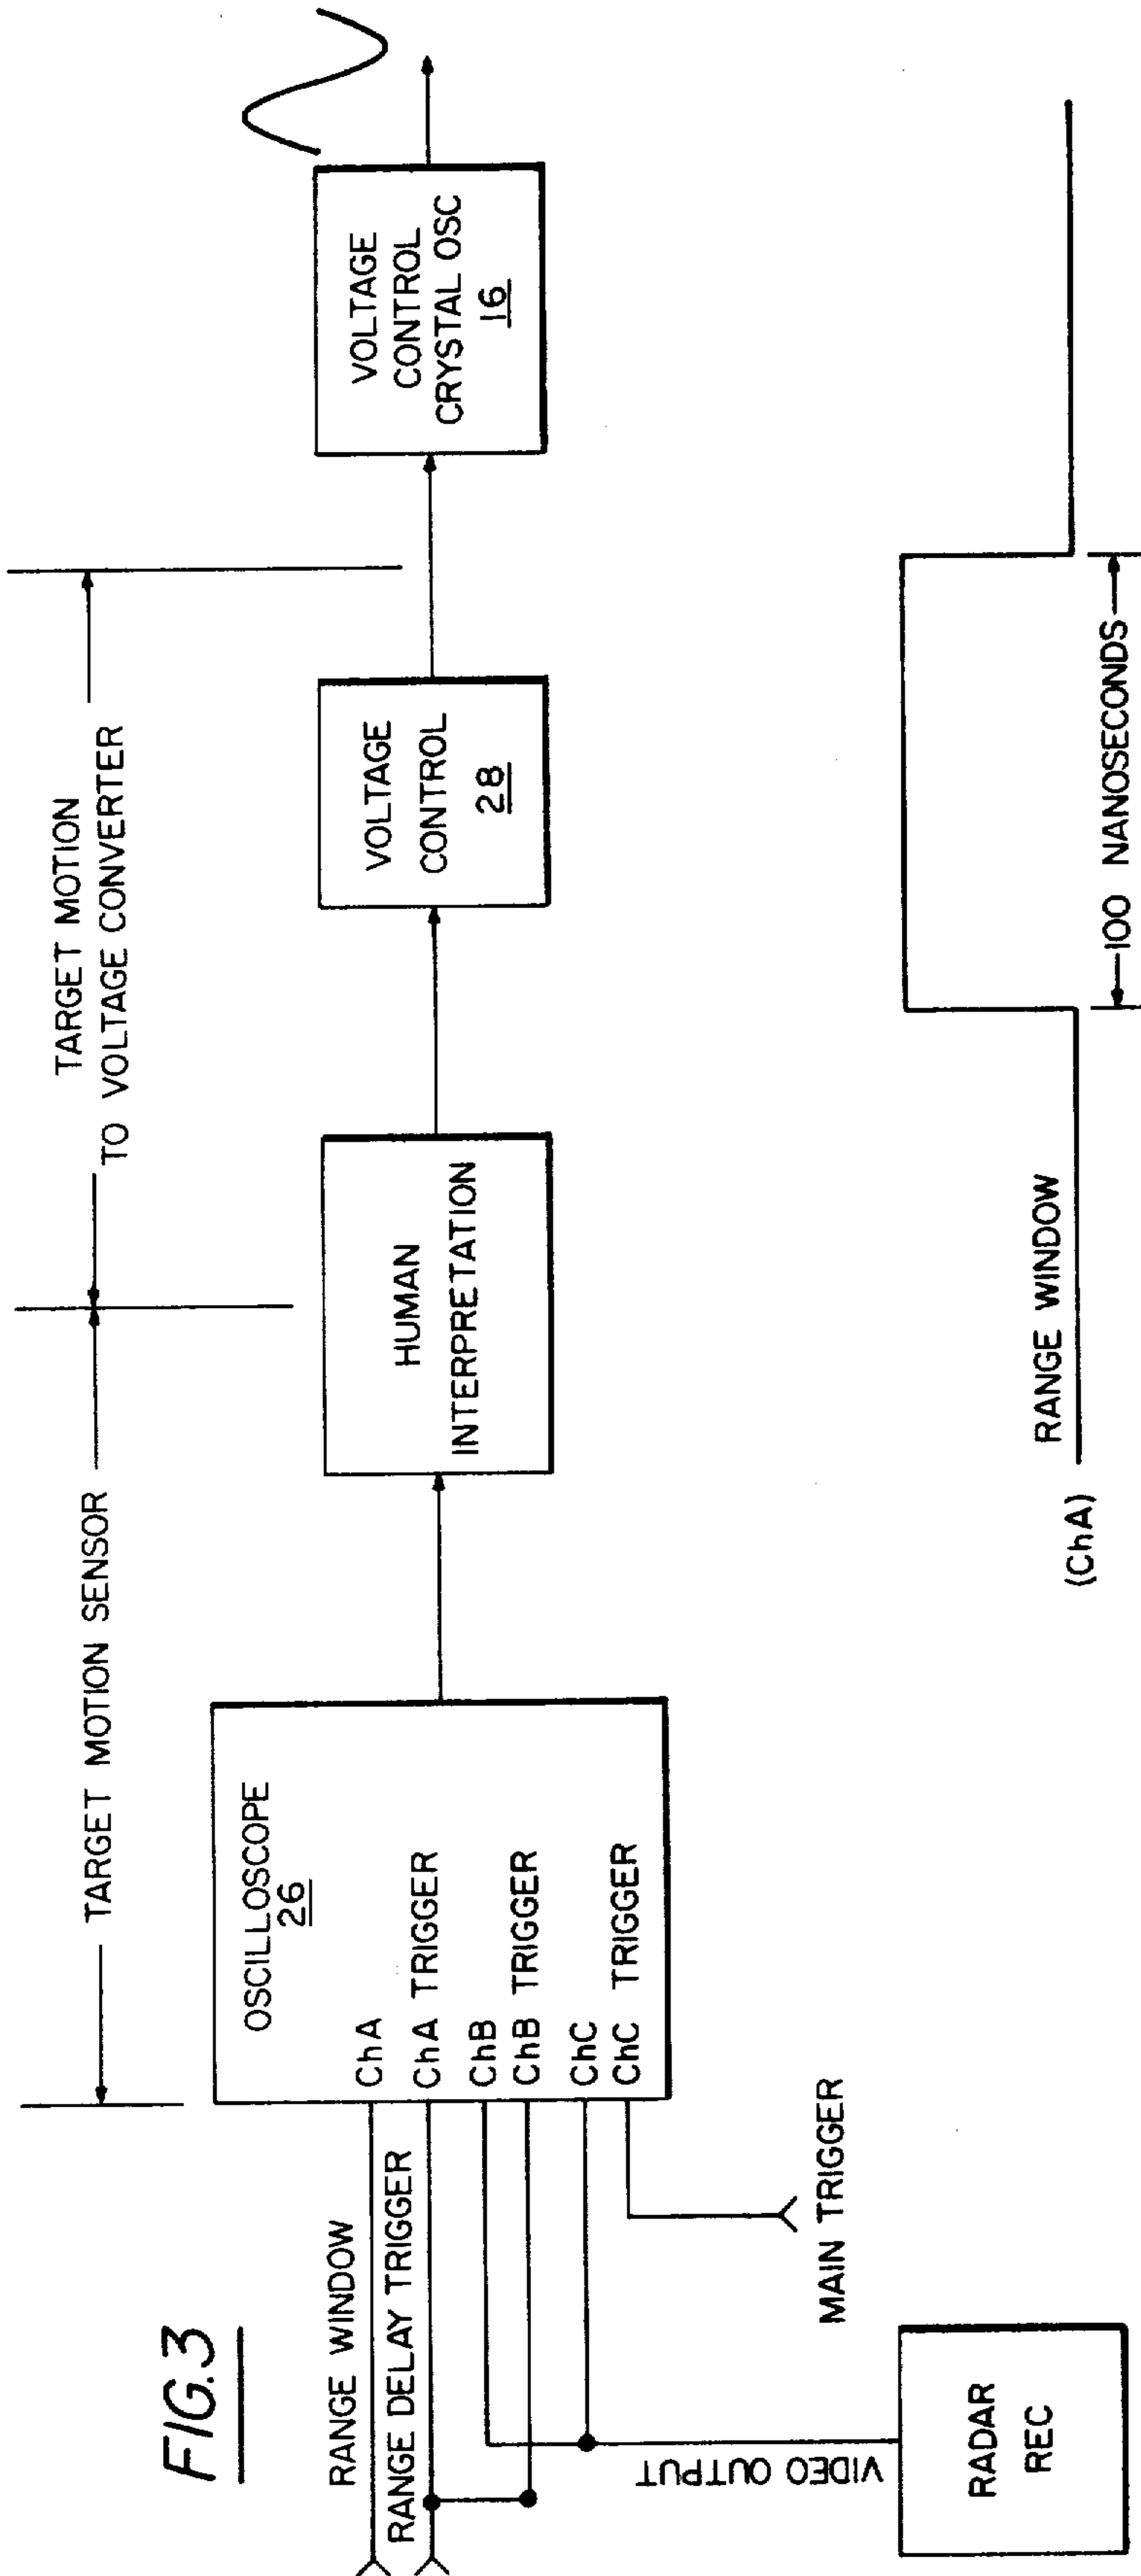 FIG.3
TARGET MOTION SENSOR
TARGET MOTION
TO VOLTAGE CONVERTER
RANGE WINDOW
RANGE DELAY TRIGGER
OSCILLOSCOPE
26
ChA
ChA TRIGGER
ChB
ChB TRIGGER
ChC
ChC TRIGGER
HUMAN
INTERPRETATION
VOLTAGE
CONTROL
28
VOLTAGE
CONTROL
CRYSTAL OSC
16
MAIN TRIGGER
VIDEO OUTPUT
RADAR
REC
(ChA)
RANGE WINDOW
100 NANOSECONDS